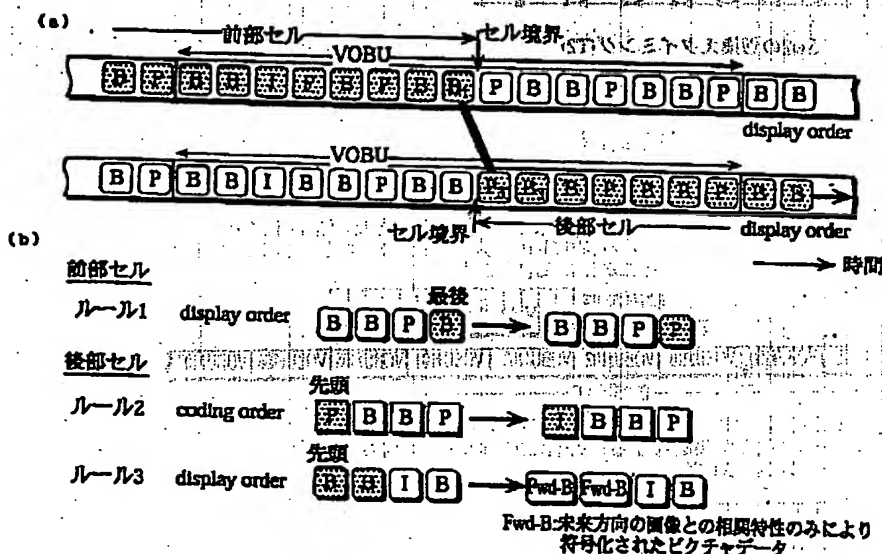 (a)
前部セル セル境界
VOBU
B P B B I P B P B B P B B P B B P B B
display order
VOBU
B P B B I B B P B B P B B P P P P B B
セル境界 後部セル display order
(b)
時間
前部セル
最後
ルール1 display order B B P B B B P P
後部セル
先頭
ルール2 coding order P B B P I B B P
先頭
ルール3 display order B B I B Fwd-B Fwd-B I B
Fwd-B:未来方向の画像との相関特性のみにより
符号化されたピクチャデータ